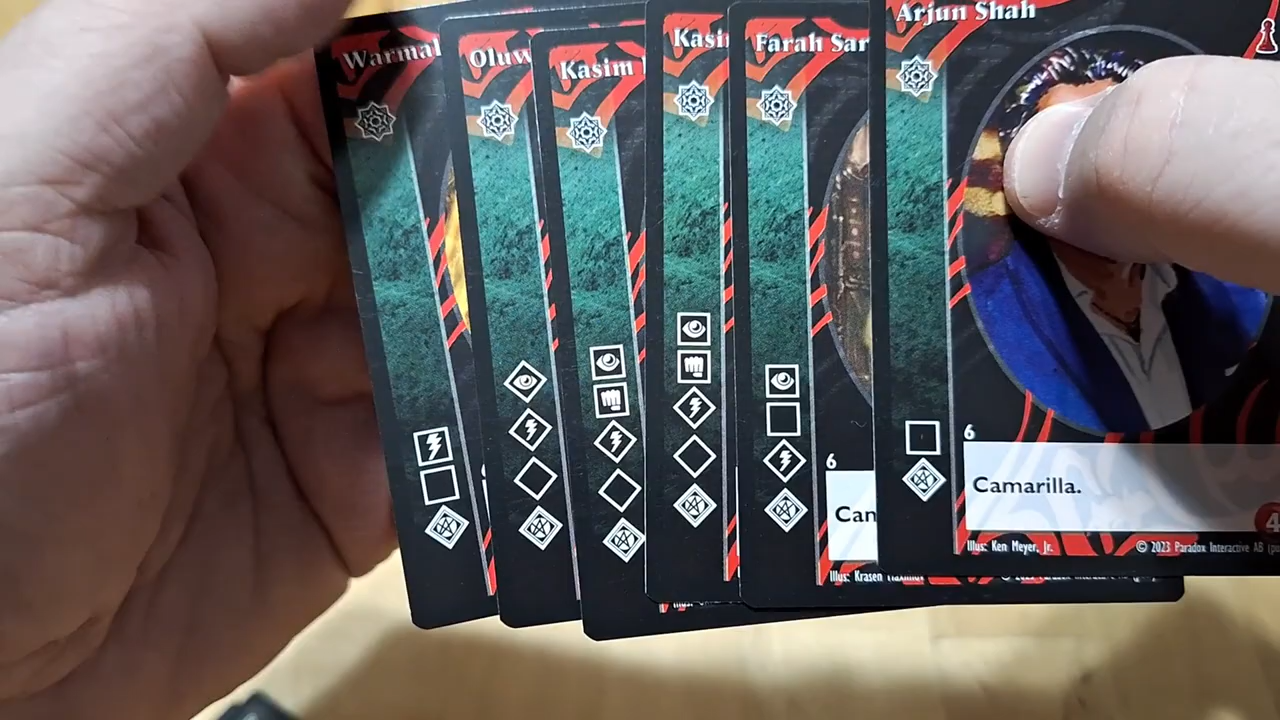 Warmal
Oluw
Kasim
Kasi
Farah Sar
Arjun Shah
6
Can
Illus: Krasen
6
Camarilla.
4
Illus: Ken Meyer, Jr.
© 2023 Paradox Interactive AB (pu